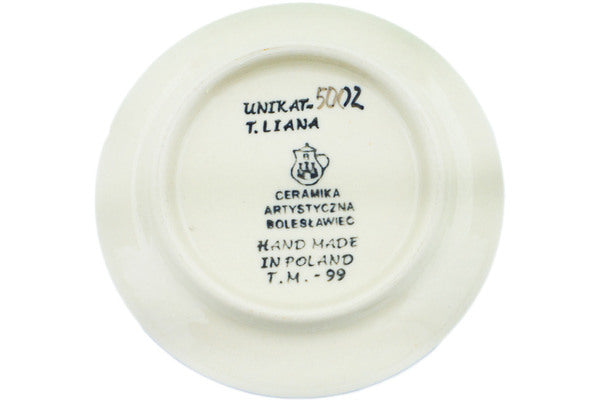 UNIKAT-5002
T. LIANA
CERAMIKA
ARTYSTYCZNA
BOLESŁAWIEC
HAND MADE
IN POLAND
T.M. - 99